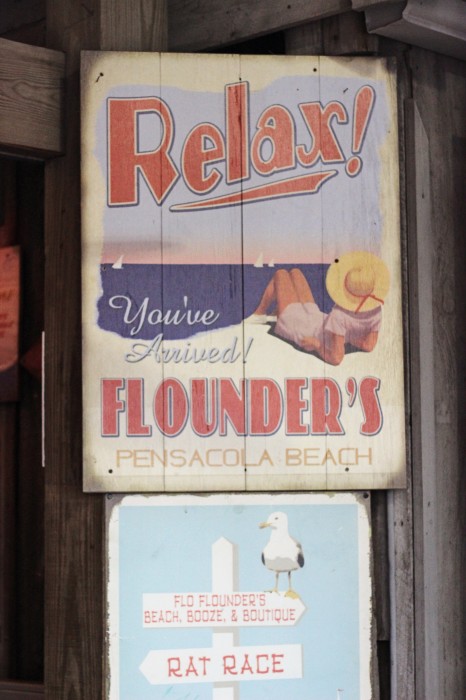 Relax!
You've
Arrived!
FLOUNDER'S
PENSACOLA BEACH
FLO FLOUNDER'S
BEACH, BOOZE, & BOUTIQUE
RAT RACE